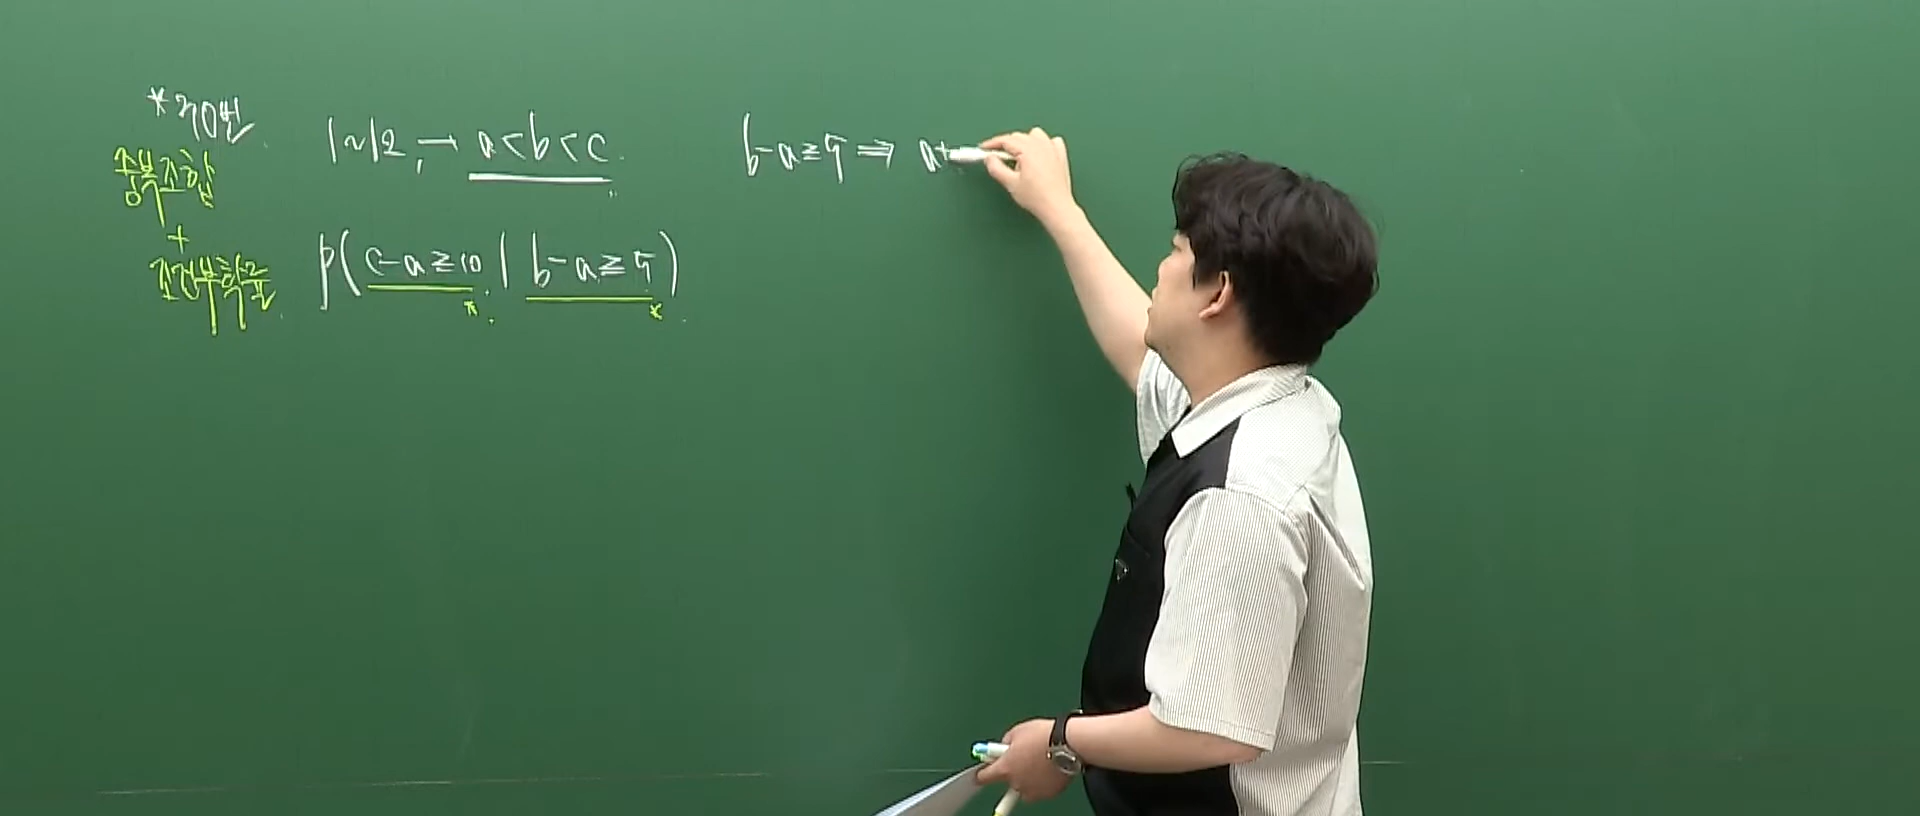 *30번
중복조합
+
조건부확률
1~12, → a<b<c.
P(c-a≥10 | b-a≥5)
b-a≥5 ⇒ a+